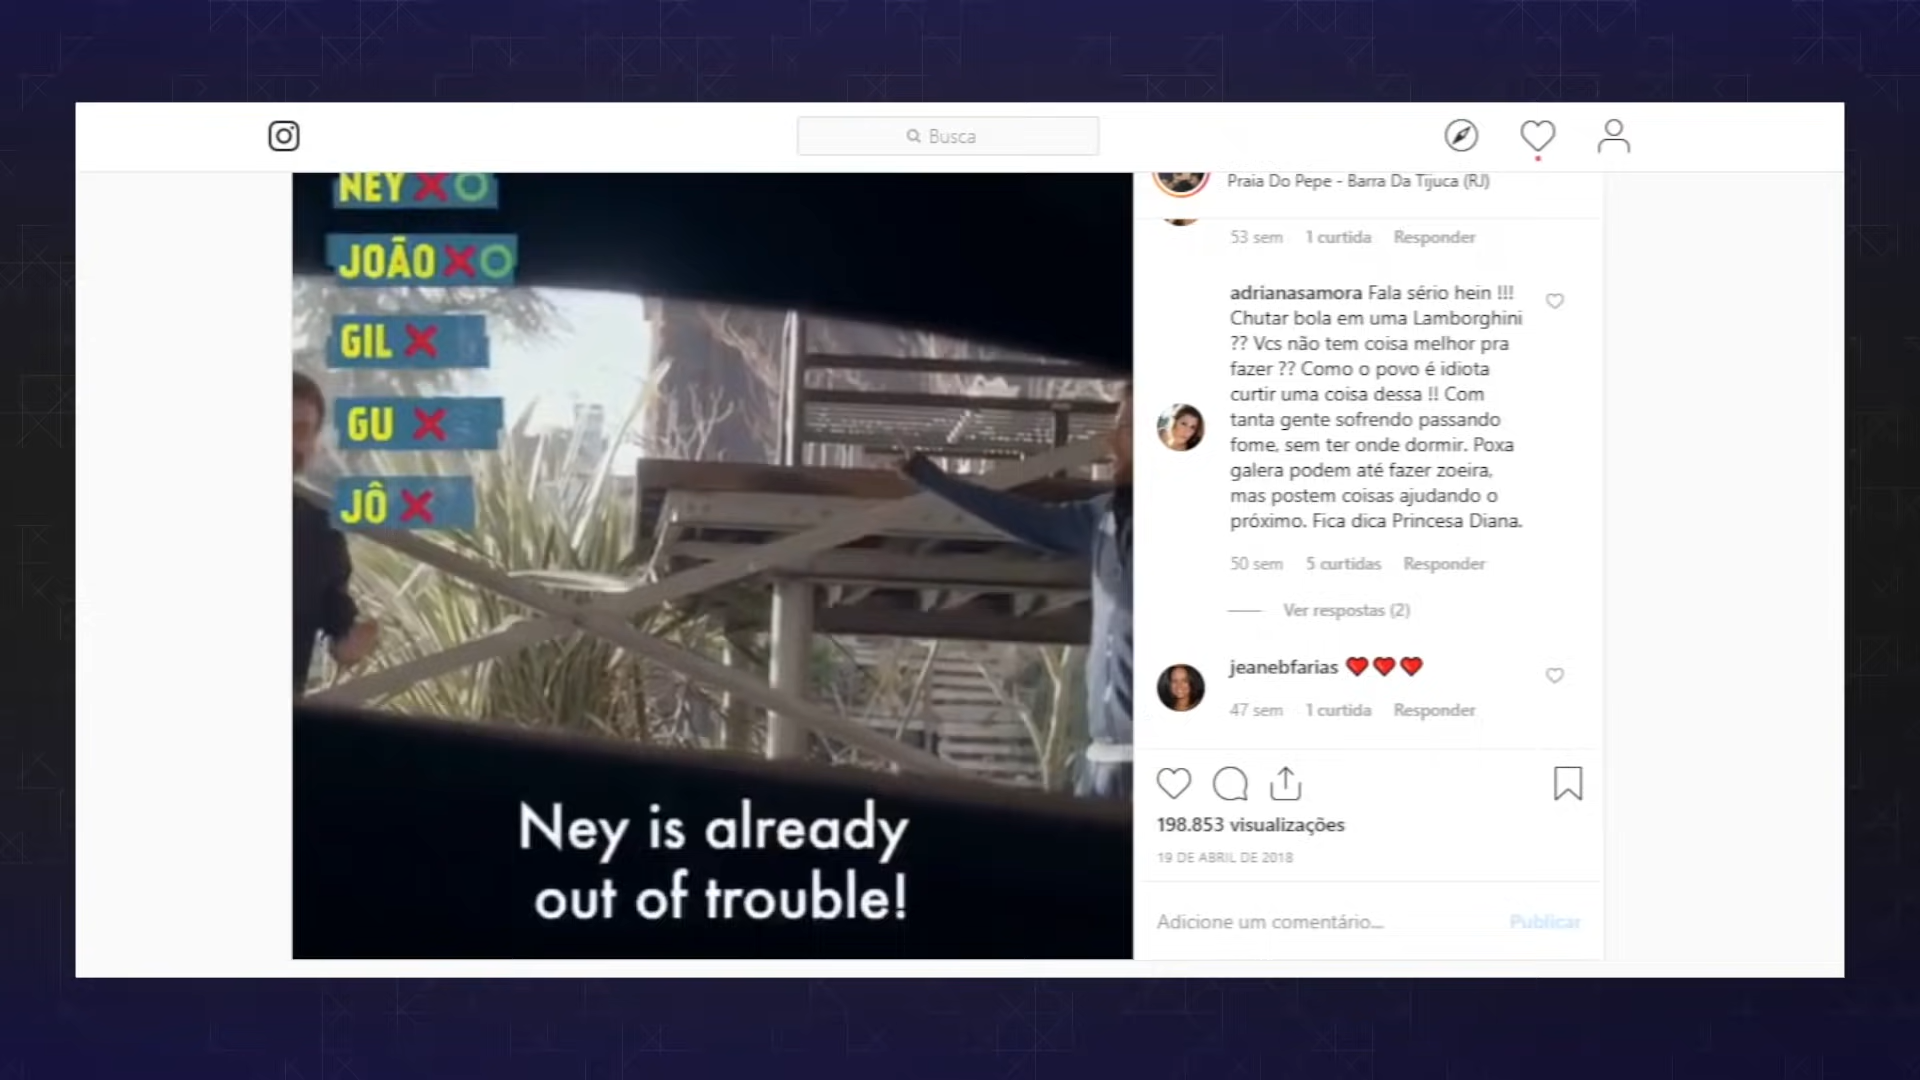 Busca
NEY X O
JOÃO X O
GIL X
GU X
JÔ X
Ney is already
out of trouble!
Praia Do Pepe - Barra Da Tijuca (RJ)
53 sem 1 curtida Responder
adrianasamora Fala sério hein !!!
Chutar bola em uma Lamborghini
?? Vcs não tem coisa melhor pra
fazer ?? Como o povo é idiota
curtir uma coisa dessa !! Com
tanta gente sofrendo passando
fome, sem ter onde dormir. Poxa
galera podem até fazer zoeira,
mas postem coisas ajudando o
próximo. Fica dica Princesa Diana.
50 sem 5 curtidas Responder
Ver respostas (2)
jeanebfarias ❤❤❤
47 sem 1 curtida Responder
198.853 visualizações
19 DE ABRIL DE 2018
Adicione um comentário... Publicar